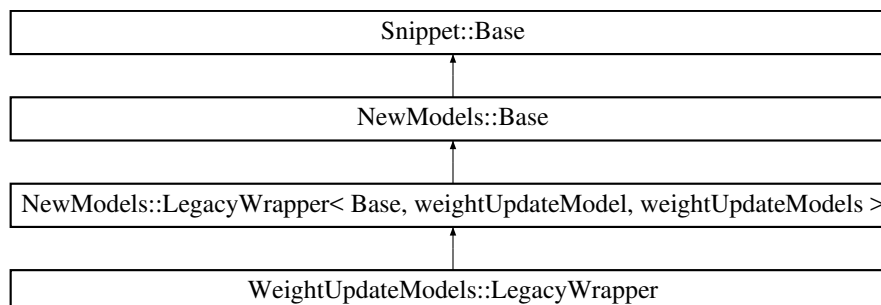 Snippet::Base
NewModels::Base
NewModels::LegacyWrapper< Base, weightUpdateModel, weightUpdateModels >
WeightUpdateModels::LegacyWrapper